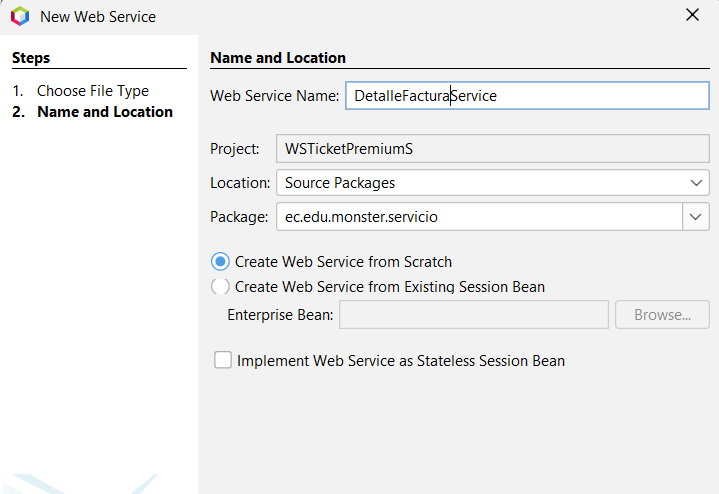 New Web Service
Steps
1. Choose File Type
2. Name and Location
Name and Location
Web Service Name: DetalleFacturaService
Project: WSTicketPremiumS
Location: Source Packages
Package: ec.edu.monster.servicio
Create Web Service from Scratch
Create Web Service from Existing Session Bean
Enterprise Bean: Browse...
Implement Web Service as Stateless Session Bean